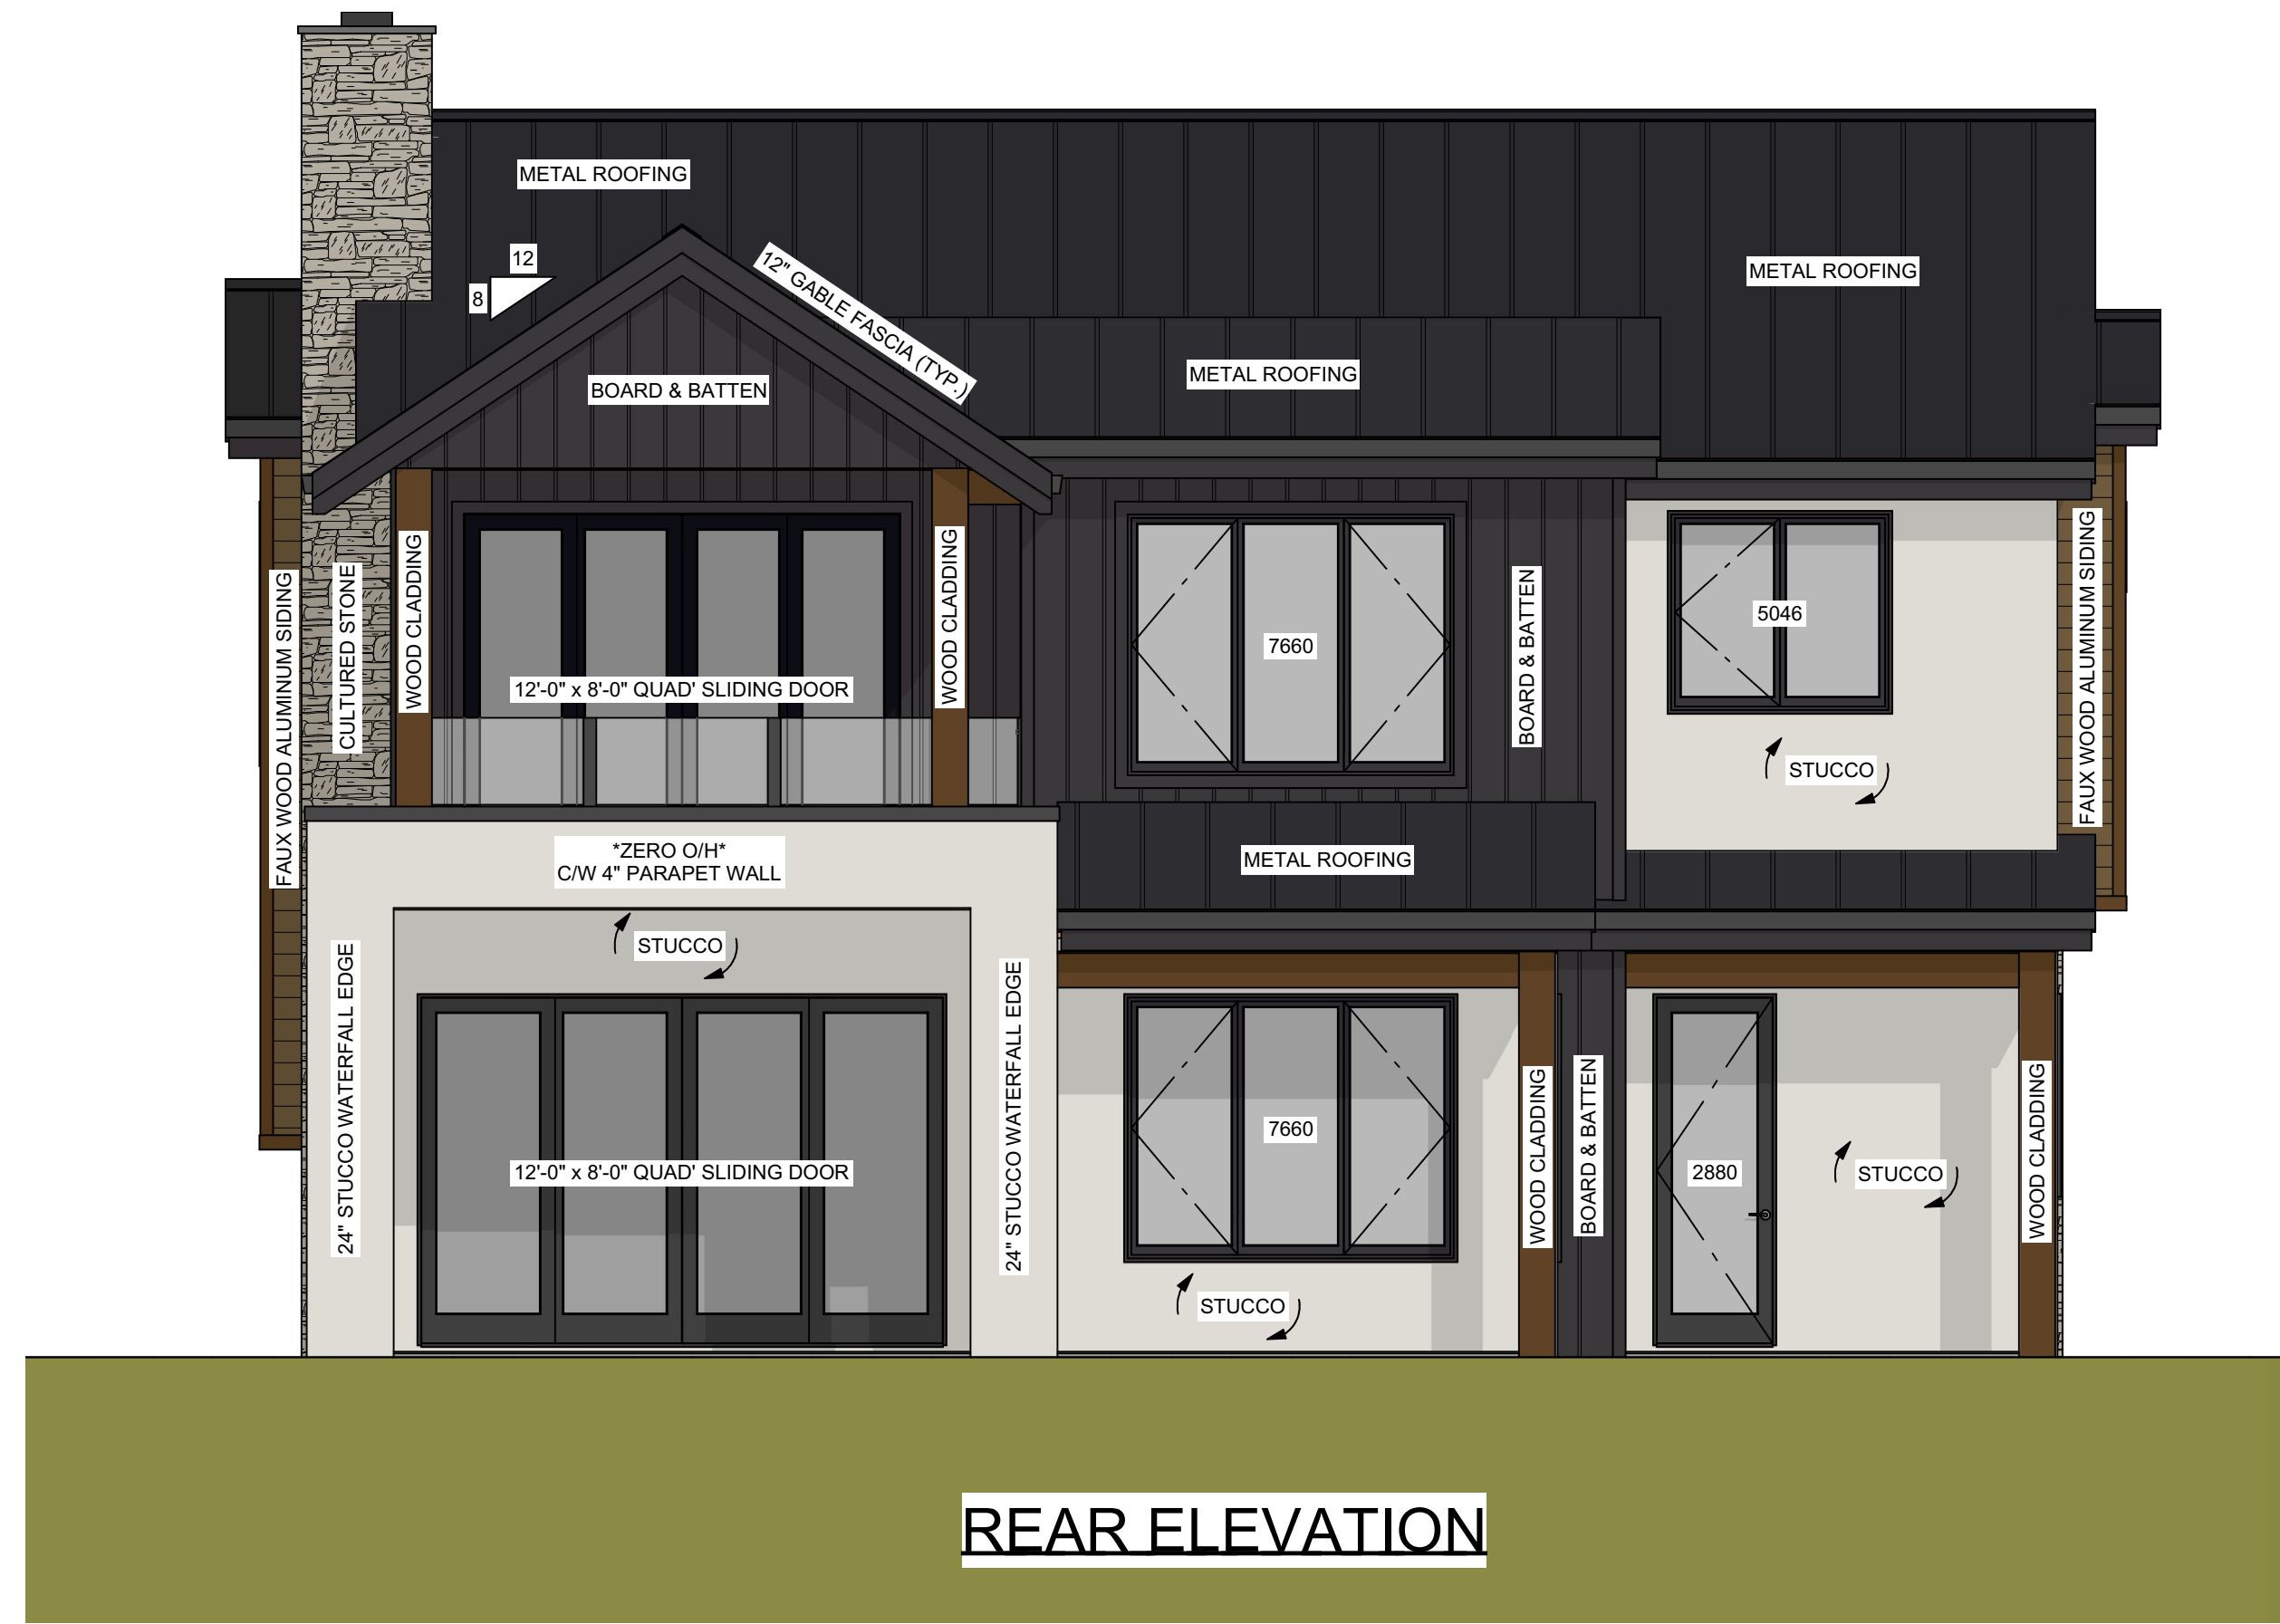 METAL ROOFING
12
8
12" GABLE FASCIA (TYP.)
METAL ROOFING
METAL ROOFING
BOARD & BATTEN
FAUX WOOD ALUMINUM SIDING
CULTURED STONE
WOOD CLADDING
WOOD CLADDING
12'-0" x 8'-0" QUAD' SLIDING DOOR
7660
BOARD & BATTEN
5046
STUCCO
FAUX WOOD ALUMINUM SIDING
*ZERO O/H*
C/W 4" PARAPET WALL
METAL ROOFING
STUCCO
24" STUCCO WATERFALL EDGE
24" STUCCO WATERFALL EDGE
12'-0" x 8'-0" QUAD' SLIDING DOOR
7660
STUCCO
WOOD CLADDING
BOARD & BATTEN
2880
STUCCO
WOOD CLADDING
REAR ELEVATION